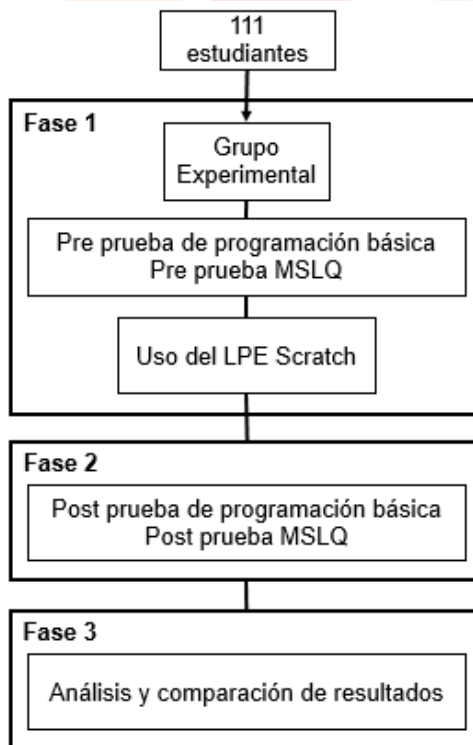 111
estudiantes
Fase 1
Grupo
Experimental
Pre prueba de programación básica
Pre prueba MSLQ
Uso del LPE Scratch
Fase 2
Post prueba de programación básica
Post prueba MSLQ
Fase 3
Análisis y comparación de resultados